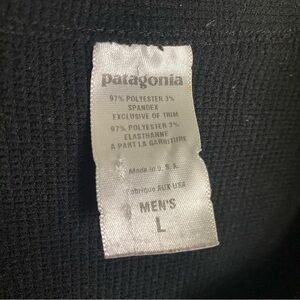 patagonia
97% POLYESTER 3%
SPANDEX
EXCLUSIVE OF TRIM
97% POLYESTER 3%
ELASTHANNE
A PART LA GARNITURE
Made in U.S.A.
Fabrique AUX USA
MEN'S
L